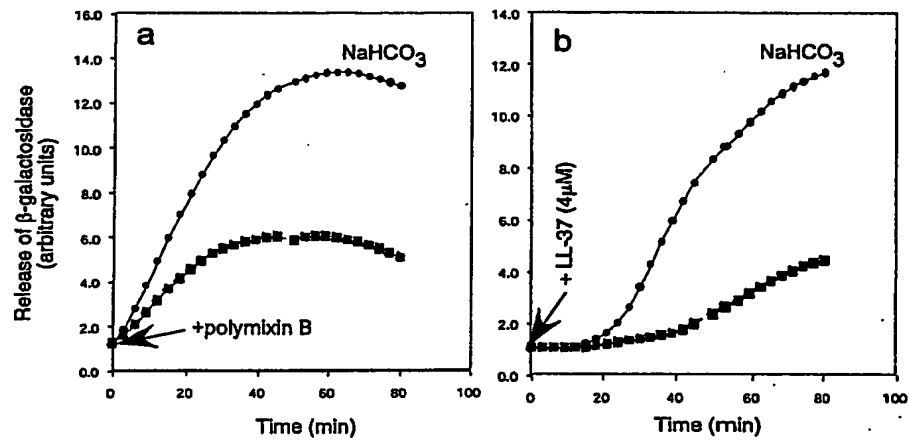 a
NaHCO3
Release of β-galactosidase
(arbitrary units)
16.0
14.0
12.0
10.0
8.0
6.0
4.0
2.0
0.0
+polymixin B
0
20
40
60
80
100
Time (min)
b
NaHCO3
14.0
12.0
10.0
8.0
6.0
4.0
2.0
0.0
+ LL-37 (4μM)
0
20
40
60
80
100
Time (min)